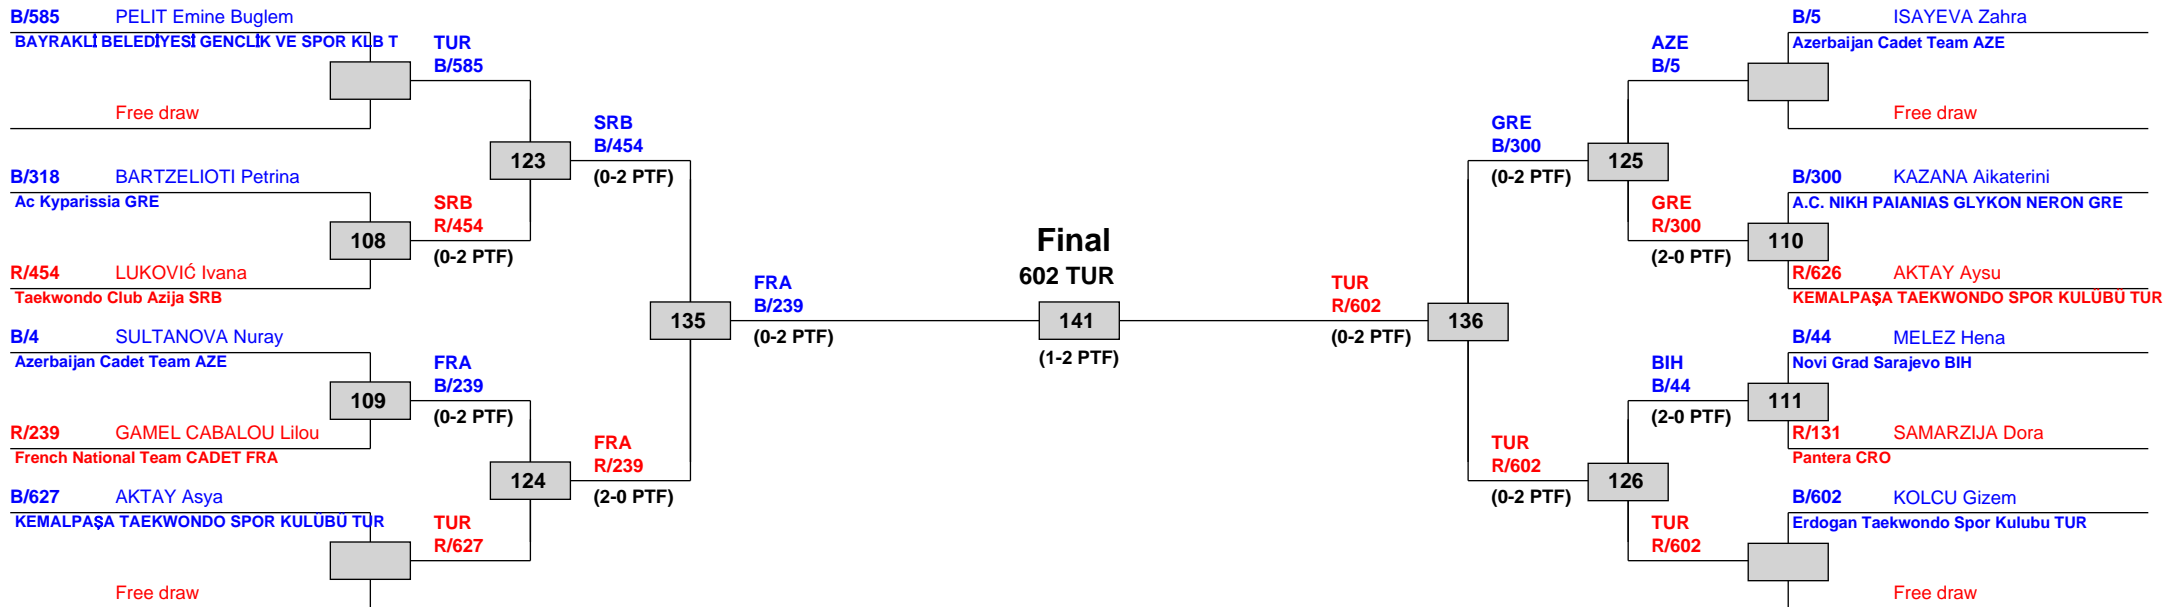 B/585 PELIT Emine Buglem
BAYRAKLİ BELEDİYESİ GENCLİK VE SPOR KLB T
Free draw
B/318 BARTZELIOTI Petrina
Ac Kyparissia GRE
R/454 LUKOVIĆ Ivana
Taekwondo Club Azija SRB
B/4 SULTANOVA Nuray
Azerbaijan Cadet Team AZE
R/239 GAMEL CABALOU Lilou
French National Team CADET FRA
B/627 AKTAY Asya
KEMALPAŞA TAEKWONDO SPOR KULÜBÜ TUR
Free draw
108
109
TUR
B/585
SRB
R/454
(0-2 PTF)
FRA
B/239
(0-2 PTF)
TUR
R/627
123
124
SRB
B/454
(0-2 PTF)
FRA
R/239
(2-0 PTF)
135
FRA
B/239
(0-2 PTF)
Final
602 TUR
141
(1-2 PTF)
TUR
R/602
(0-2 PTF)
136
GRE
B/300
(0-2 PTF)
TUR
R/602
(0-2 PTF)
125
126
AZE
B/5
GRE
R/300
(2-0 PTF)
BIH
B/44
(2-0 PTF)
TUR
R/602
110
111
B/5 ISAYEVA Zahra
Azerbaijan Cadet Team AZE
Free draw
B/300 KAZANA Aikaterini
A.C. NIKH PAIANIAS GLYKON NERON GRE
R/626 AKTAY Aysu
KEMALPAŞA TAEKWONDO SPOR KULÜBÜ TUR
B/44 MELEZ Hena
Novi Grad Sarajevo BIH
R/131 SAMARZIJA Dora
Pantera CRO
B/602 KOLCU Gizem
Erdogan Taekwondo Spor Kulubu TUR
Free draw